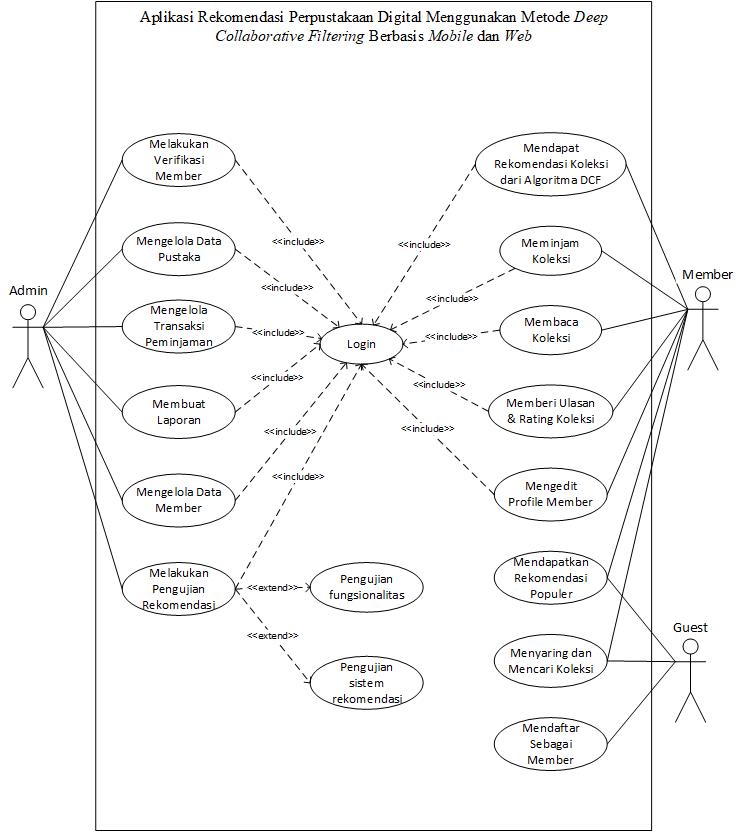 Aplikasi Rekomendasi Perpustakaan Digital Menggunakan Metode Deep
Collaborative Filtering Berbasis Mobile dan Web
Melakukan
Verifikasi
Member
Mengelola Data
Pustaka
Mengelola
Transaksi
Peminjaman
Membuat
Laporan
Mengelola Data
Member
Melakukan
Pengujian
Rekomendasi
Admin
<<include>>
<<include>>
<<include>>
<<include>>
<<include>>
<<include>>
<<extend>>
<<extend>>
Login
Pengujian
fungsionalitas
Pengujian
sistem
rekomendasi
<<include>>
<<include>>
<<include>>
<<include>>
<<include>>
Mendapat
Rekomendasi Koleksi
dari Algoritma DCF
Meminjam
Koleksi
Membaca
Koleksi
Memberi Ulasan
& Rating Koleksi
Mengedit
Profile Member
Mendapatkan
Rekomendasi
Populer
Menyaring dan
Mencari Koleksi
Mendaftar
Sebagai
Member
Member
Guest